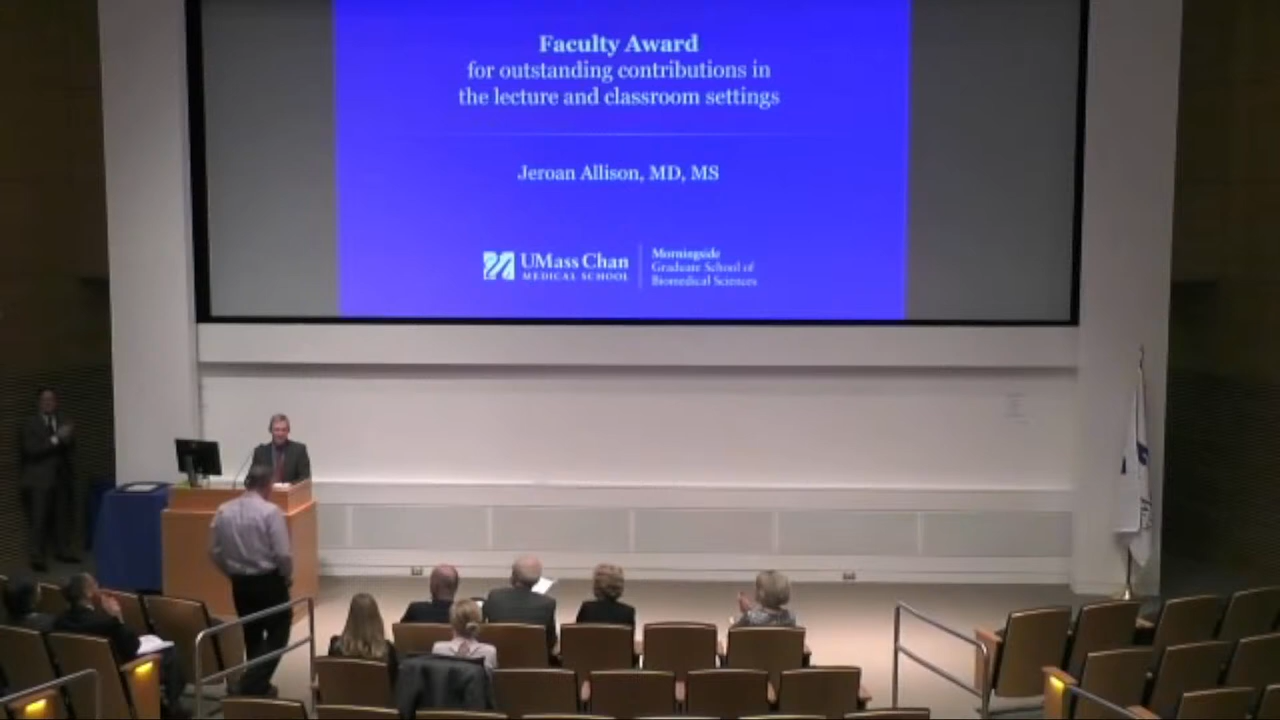 Faculty Award
for outstanding contributions in
the lecture and classroom settings
Jeroan Allison, MD, MS
UMass Chan
MEDICAL SCHOOL
Morningside
Graduate School of
Biomedical Sciences